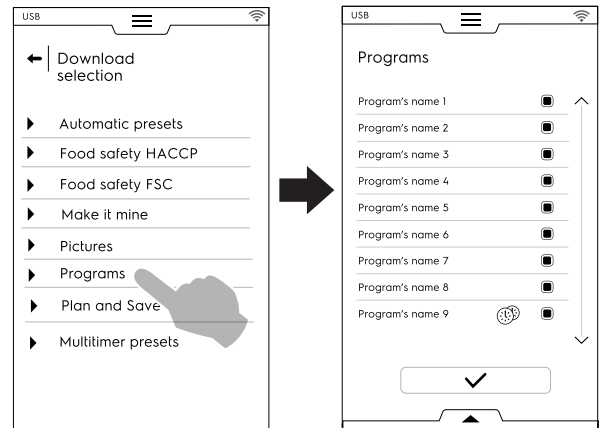 USB
Download
selection
Automatic presets
Food safety HACCP
Food safety FSC
Make it mine
Pictures
Programs
Plan and Save
Multitimer presets
USB
Programs
Program's name 1
Program's name 2
Program's name 3
Program's name 4
Program's name 5
Program's name 6
Program's name 7
Program's name 8
Program's name 9